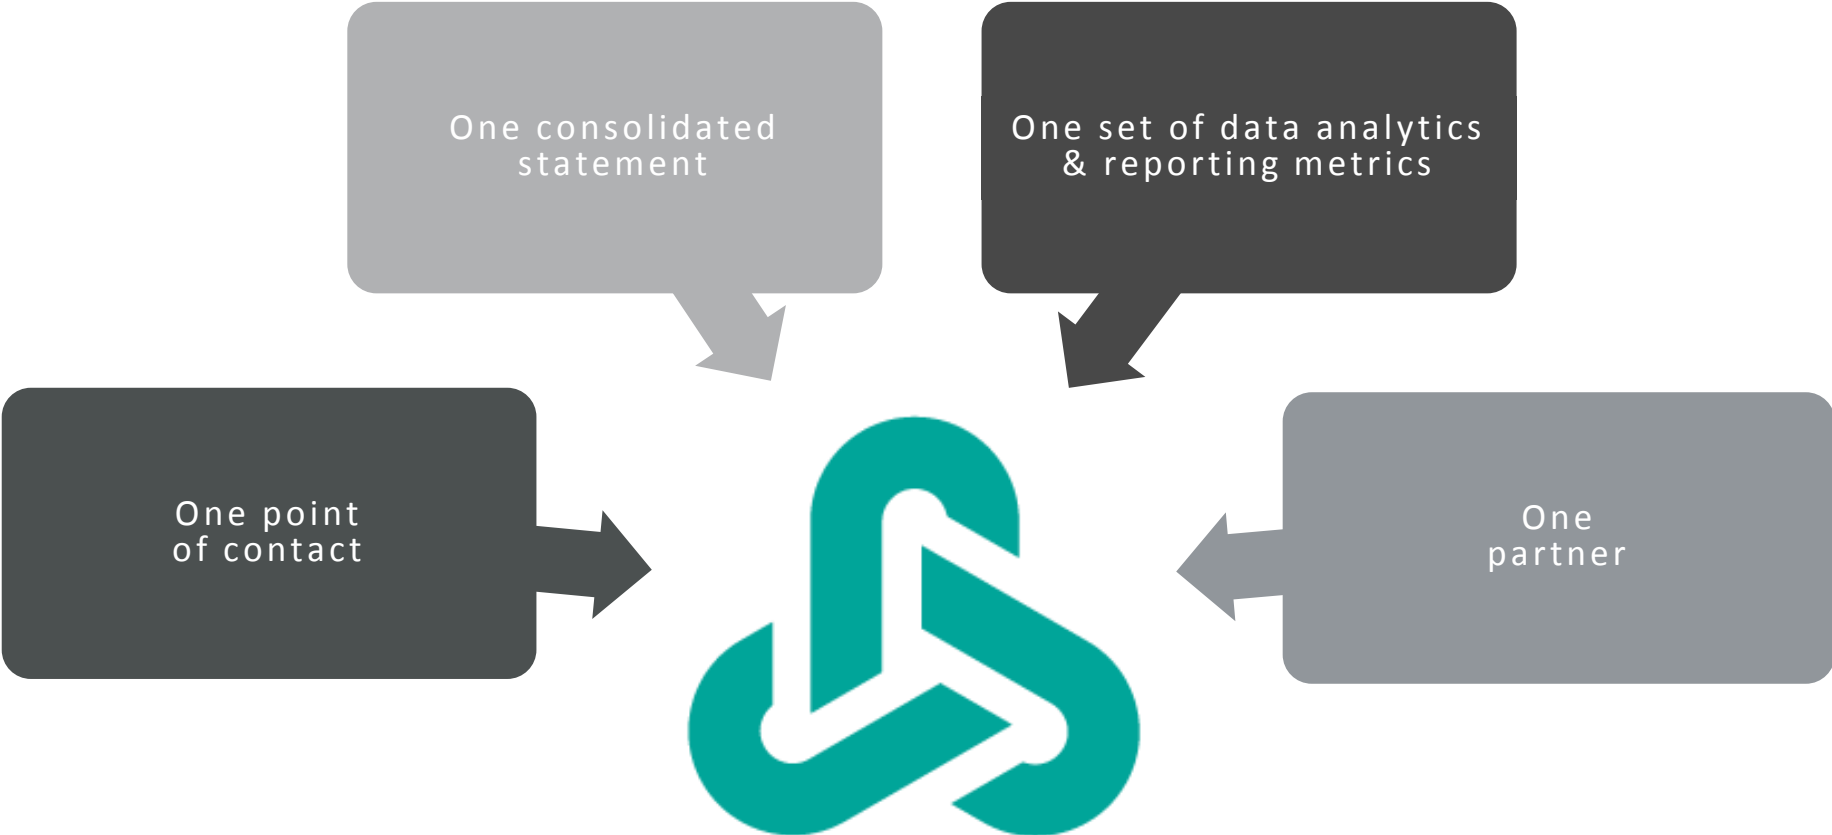 One consolidated
statement
One set of data analytics
& reporting metrics
One point
of contact
One
partner